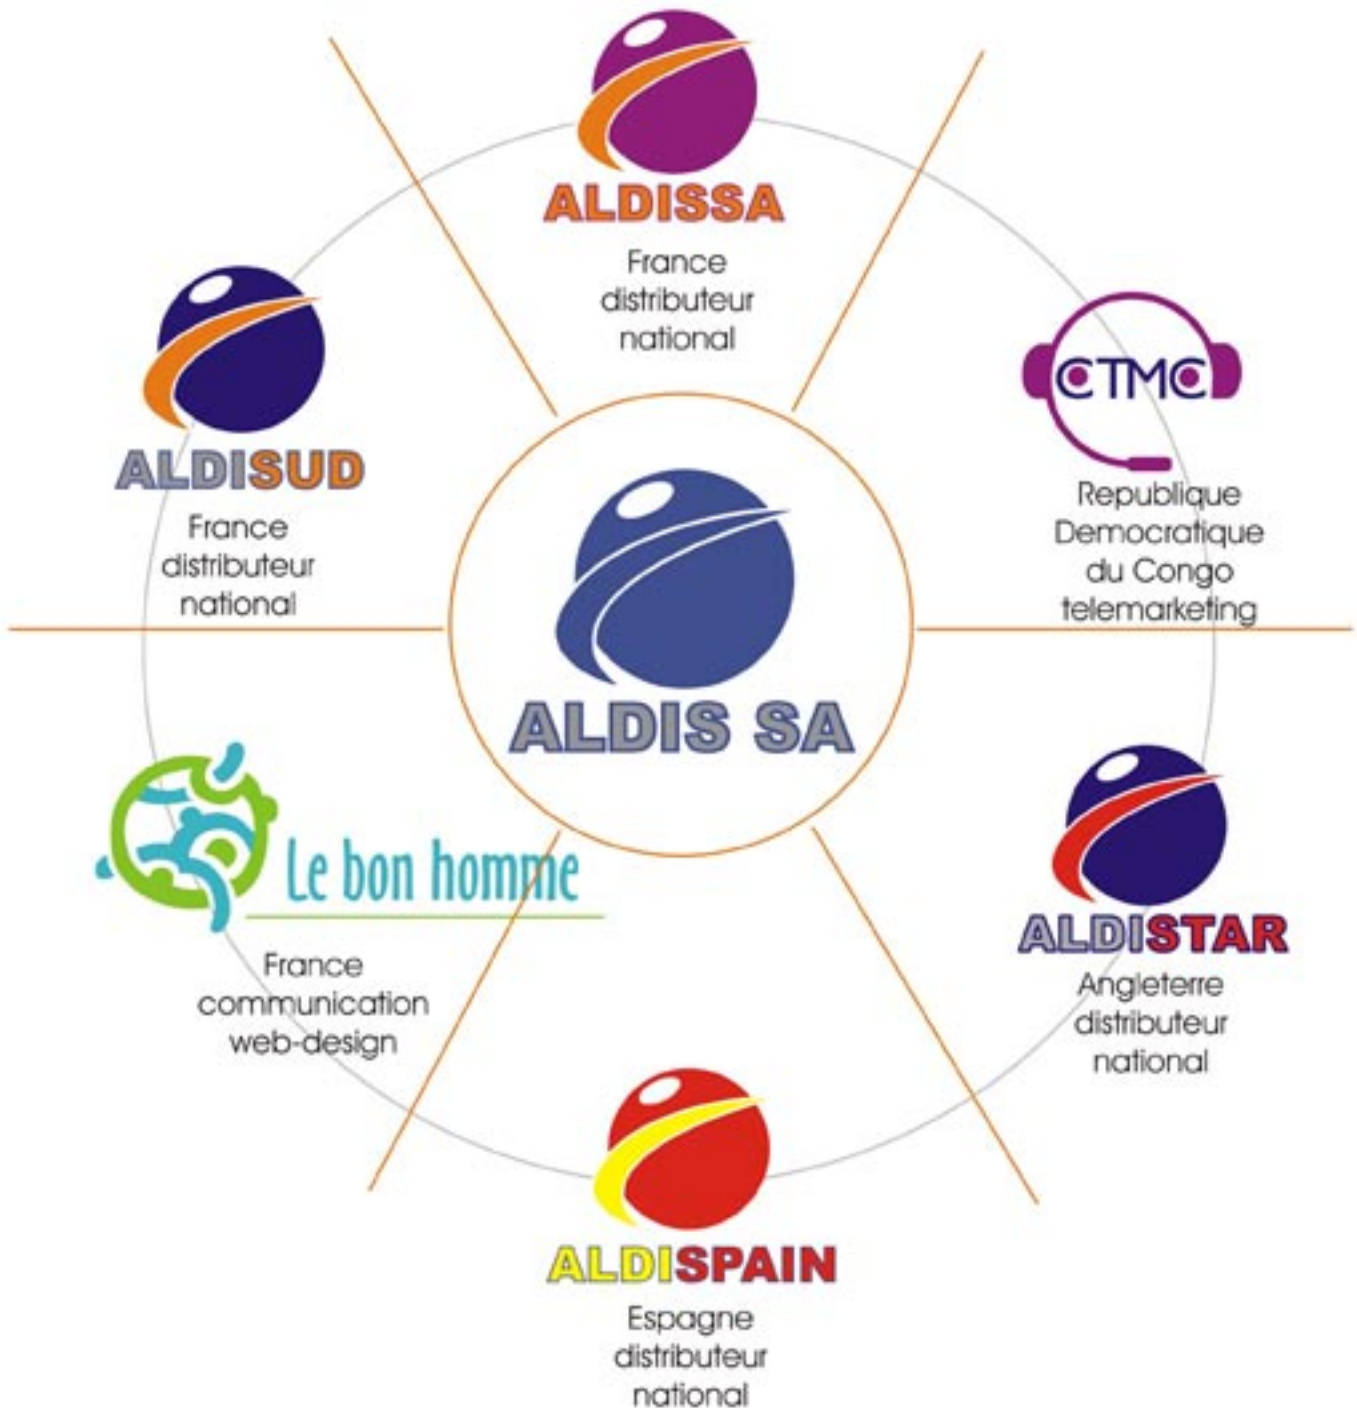 ALDISSA
France
distributeur
national
CTMC
Republique
Democratique
du Congo
telemarketing
ALDISUD
France
distributeur
national
ALDIS SA
Le bon homme
France
communication
web-design
ALDISTAR
Angleterre
distributeur
national
ALDISPAIN
Espagne
distributeur
national